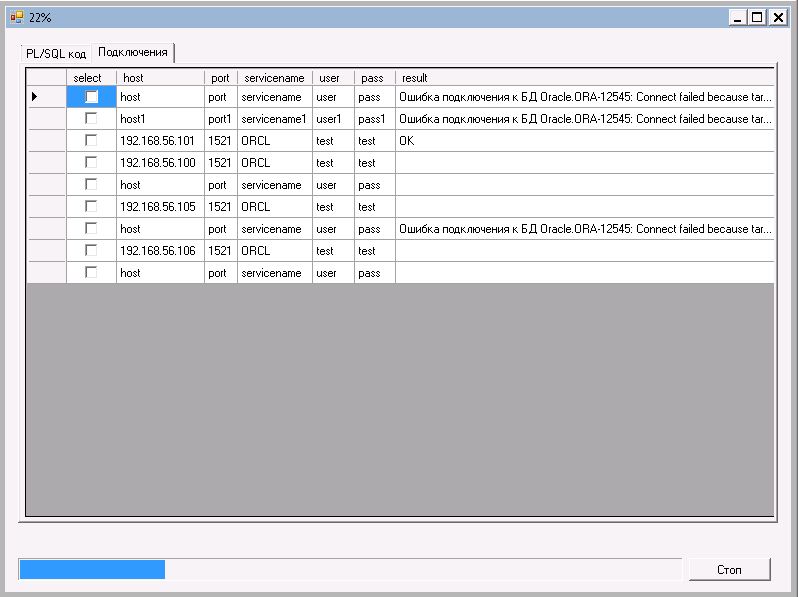 22%
PL/SQL код Подключения
select host port servicename user pass result
host port servicename user pass Ошибка подключения к БД Oracle.ORA-12545: Connect failed because tar...
host1 port1 servicename1 user1 pass1 Ошибка подключения к БД Oracle.ORA-12545: Connect failed because tar...
192.168.56.101 1521 ORCL test test OK
192.168.56.100 1521 ORCL test test
host port servicename user pass
192.168.56.105 1521 ORCL test test
host port servicename user pass Ошибка подключения к БД Oracle.ORA-12545: Connect failed because tar...
192.168.56.106 1521 ORCL test test
host port servicename user pass
Стоп